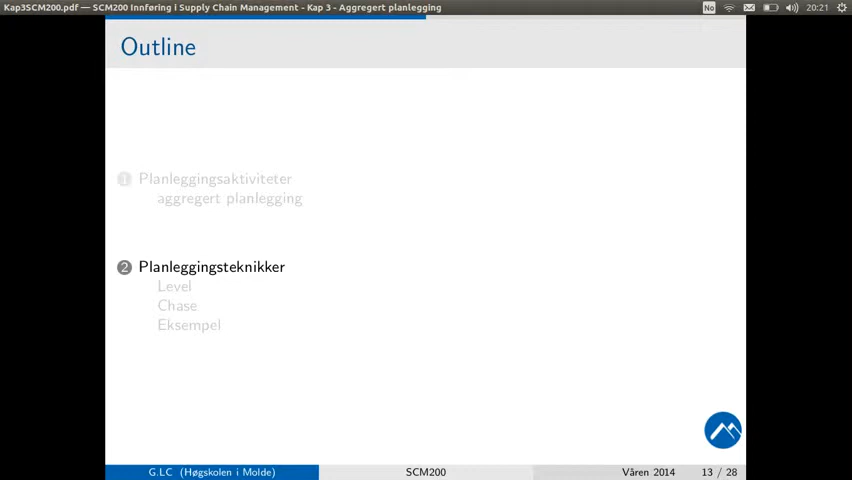 Kap3SCM200.pdf — SCM200 Innføring i Supply Chain Management - Kap 3 - Aggregert planlegging
No
20:21
Outline
1 Planleggingsaktiviteter
aggregert planlegging
2 Planleggingsteknikker
Level
Chase
Eksempel
G.LC (Høgskolen i Molde)
SCM200
Våren 2014
13 / 28